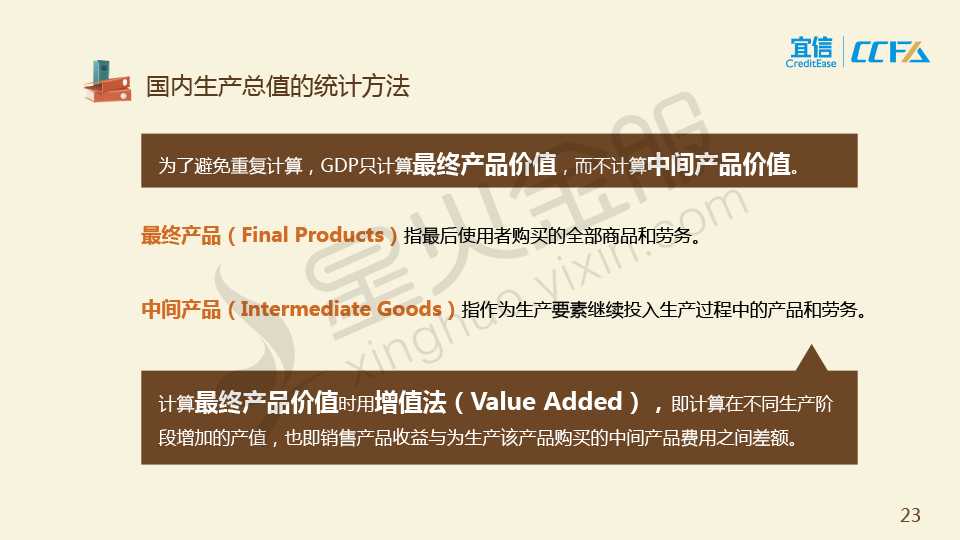 宜信
CreditEase
CCFA
国内生产总值的统计方法
为了避免重复计算，GDP只计算最终产品价值，而不计算中间产品价值。
最终产品（Final Products）指最后使用者购买的全部商品和劳务。
中间产品（Intermediate Goods）指作为生产要素继续投入生产过程中的产品和劳务。
星火金服
xinghuo.yixin.com
计算最终产品价值时用增值法（Value Added），即计算在不同生产阶
段增加的产值，也即销售产品收益与为生产该产品购买的中间产品费用之间差额。
23